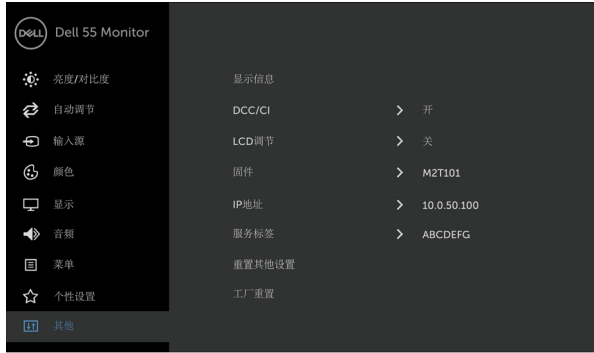 DELL Dell 55 Monitor
亮度/对比度
显示信息
自动调节
DCC/CI 开
输入源
LCD调节 关
颜色
固件 M2T101
显示
IP地址 10.0.50.100
音频
服务标签 ABCDEFG
菜单
重置其他设置
个性设置
工厂重置
其他